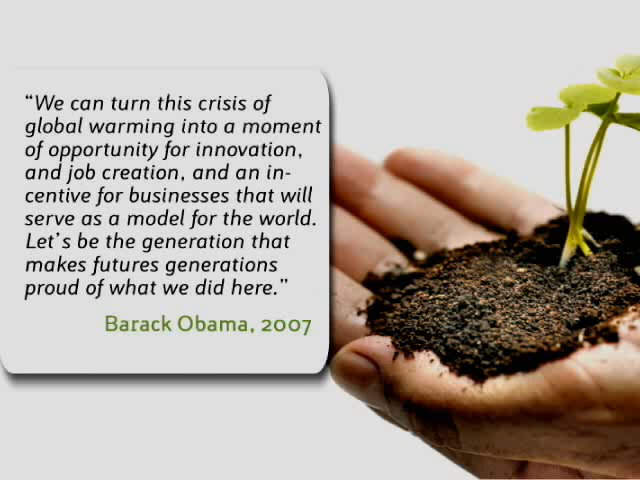 “We can turn this crisis of
global warming into a moment
of opportunity for innovation,
and job creation, and an in-
centive for businesses that will
serve as a model for the world.
Let’s be the generation that
makes futures generations
proud of what we did here.”
Barack Obama, 2007